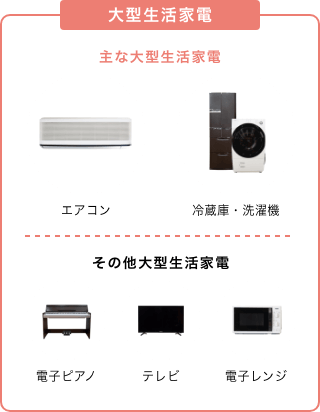 大型生活家電
主な大型生活家電
エアコン
冷蔵庫・洗濯機
その他大型生活家電
電子ピアノ
テレビ
電子レンジ